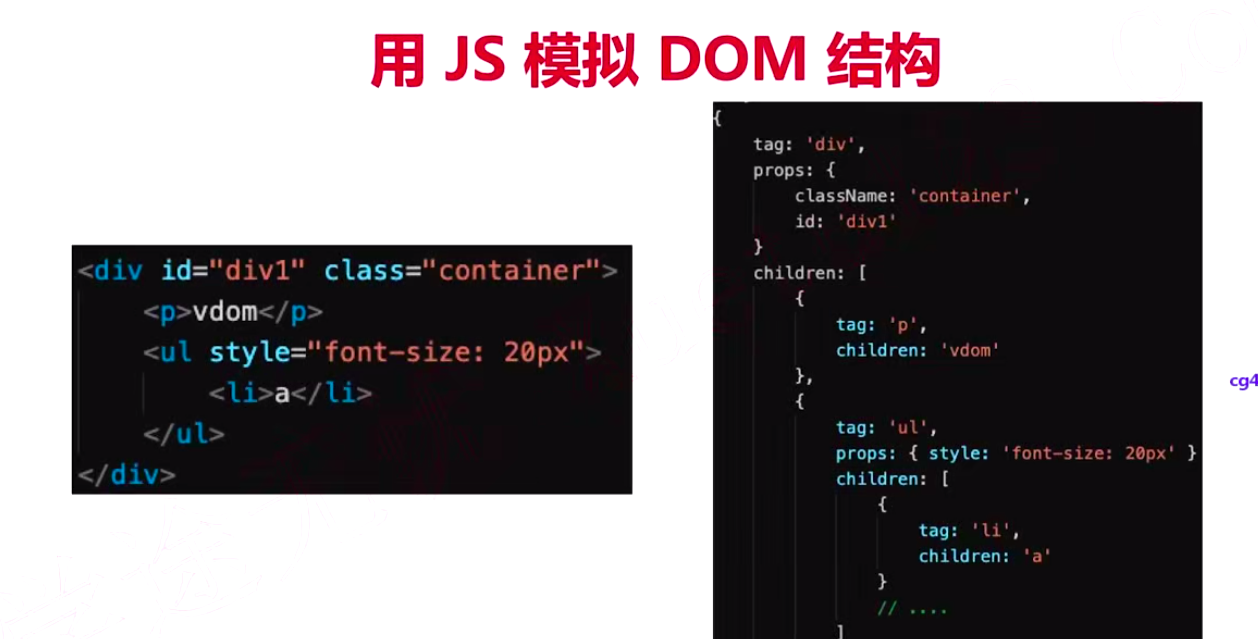 用 JS 模拟 DOM 结构
<div id="div1" class="container">
<p>vdom</p>
<ul style="font-size: 20px">
<li>a</li>
</ul>
</div>
{
tag: 'div',
props: {
className: 'container',
id: 'div1'
}
children: [
{
tag: 'p',
children: 'vdom'
},
{
tag: 'ul',
props: { style: 'font-size: 20px' }
children: [
{
tag: 'li',
children: 'a'
}
// ....
]
cg4